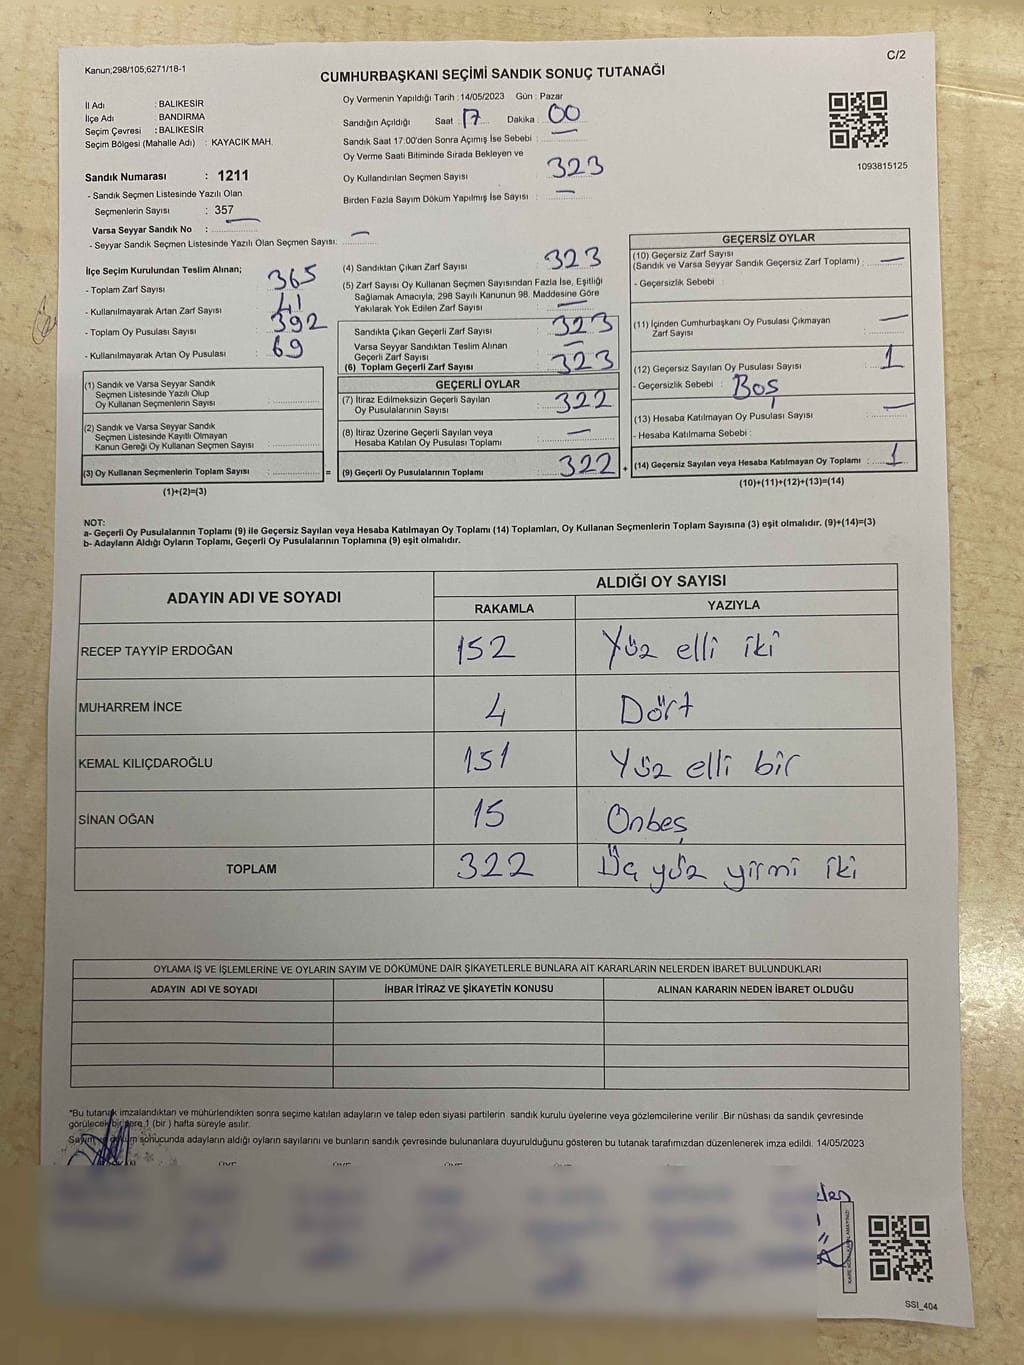 C/2
Kanun;298/105;6271/18-1
CUMHURBAŞKANI SEÇİMİ SANDIK SONUÇ TUTANAĞI
İl Adı : BALIKESİR
İlçe Adı : BANDIRMA
Seçim Çevresi : BALIKESİR
Seçim Bölgesi (Mahalle Adı) : KAYACIK MAH.
Sandık Numarası : 1211
- Sandık Seçmen Listesinde Yazılı Olan
Seçmenlerin Sayısı : 357
Varsa Seyyar Sandık No : —
- Seyyar Sandık Seçmen Listesinde Yazılı Olan Seçmen Sayısı: —
Oy Vermenin Yapıldığı Tarih :14/05/2023 Gün : Pazar
Sandığın Açıldığı Saat : 17 Dakika : 00
Sandık Saat 17:00'den Sonra Açımış İse Sebebi : —
Oy Verme Saati Bitiminde Sırada Bekleyen ve
Oy Kullandırılan Seçmen Sayısı : 323
Birden Fazla Sayım Döküm Yapılmış İse Sayısı : —
1093815125
İlçe Seçim Kurulundan Teslim Alınan;
- Toplam Zarf Sayısı : 365
- Kullanılmayarak Artan Zarf Sayısı : 41
- Toplam Oy Pusulası Sayısı : 392
- Kullanılmayarak Artan Oy Pusulası : 69
(1) Sandık ve Varsa Seyyar Sandık
Seçmen Listesinde Yazılı Olup
Oy Kullanan Seçmenlerin Sayısı :
(2) Sandık ve Varsa Seyyar Sandık
Seçmen Listesinde Kayıtlı Olmayan
Kanun Gereği Oy Kullanan Seçmen Sayısı :
(3) Oy Kullanan Seçmenlerin Toplam Sayısı : =
(1)+(2)=(3)
(4) Sandıktan Çıkan Zarf Sayısı : 323
(5) Zarf Sayısı Oy Kullanan Seçmen Sayısından Fazla İse, Eşitliği
Sağlamak Amacıyla, 298 Sayılı Kanunun 98. Maddesine Göre
Yakılarak Yok Edilen Zarf Sayısı : —
Sandıkta Çıkan Geçerli Zarf Sayısı : 323
Varsa Seyyar Sandıktan Teslim Alınan
Geçerli Zarf Sayısı : —
(6) Toplam Geçerli Zarf Sayısı : 323
GEÇERLİ OYLAR
(7) İtiraz Edilmeksizin Geçerli Sayılan
Oy Pusulalarının Sayısı : 322
(8) İtiraz Üzerine Geçerli Sayılan veya
Hesaba Katılan Oy Pusulası Toplamı : —
(9) Geçerli Oy Pusulalarının Toplamı : 322 +
GEÇERSİZ OYLAR
(10) Geçersiz Zarf Sayısı
(Sandık ve Varsa Seyyar Sandık Geçersiz Zarf Toplamı) : —
- Geçersizlik Sebebi :
(11) İçinden Cumhurbaşkanı Oy Pusulası Çıkmayan
Zarf Sayısı : —
(12) Geçersiz Sayılan Oy Pusulası Sayısı : 1
- Geçersizlik Sebebi : Boş
(13) Hesaba Katılmayan Oy Pusulası Sayısı : —
- Hesaba Katılmama Sebebi :
(14) Geçersiz Sayılan veya Hesaba Katılmayan Oy Toplamı : 1
(10)+(11)+(12)+(13)=(14)
NOT:
a- Geçerli Oy Pusulalarının Toplamı (9) ile Geçersiz Sayılan veya Hesaba Katılmayan Oy Toplamı (14) Toplamları, Oy Kullanan Seçmenlerin Toplam Sayısına (3) eşit olmalıdır. (9)+(14)=(3)
b- Adayların Aldığı Oyların Toplamı, Geçerli Oy Pusulalarının Toplamına (9) eşit olmalıdır.
ADAYIN ADI VE SOYADI
ALDIĞI OY SAYISI
RAKAMLA YAZIYLA
RECEP TAYYİP ERDOĞAN 152 Yüz elli iki
MUHARREM İNCE 4 Dört
KEMAL KILIÇDAROĞLU 151 Yüz elli bir
SİNAN OĞAN 15 Onbeş
TOPLAM 322 Üç yüz yirmi iki
OYLAMA İŞ VE İŞLEMLERİNE VE OYLARIN SAYIM VE DÖKÜMÜNE DAİR ŞİKAYETLERLE BUNLARA AİT KARARLARIN NELERDEN İBARET BULUNDUKLARI
ADAYIN ADI VE SOYADI İHBAR İTİRAZ VE ŞİKAYETİN KONUSU ALINAN KARARIN NEDEN İBARET OLDUĞU
*Bu tutanak imzalandıktan ve mühürlendikten sonra seçime katılan adayların ve talep eden siyasi partilerin sandık kurulu üyelerine veya gözlemcilerine verilir .Bir nüshası da sandık çevresinde
görülecek bir yere 1 (bir ) hafta süreyle asılır.
Sayım ve döküm sonucunda adayların aldığı oyların sayılarını ve bunların sandık çevresinde bulunanlara duyurulduğunu gösteren bu tutanak tarafımızdan düzenlenerek imza edildi. 14/05/2023
SSI_404